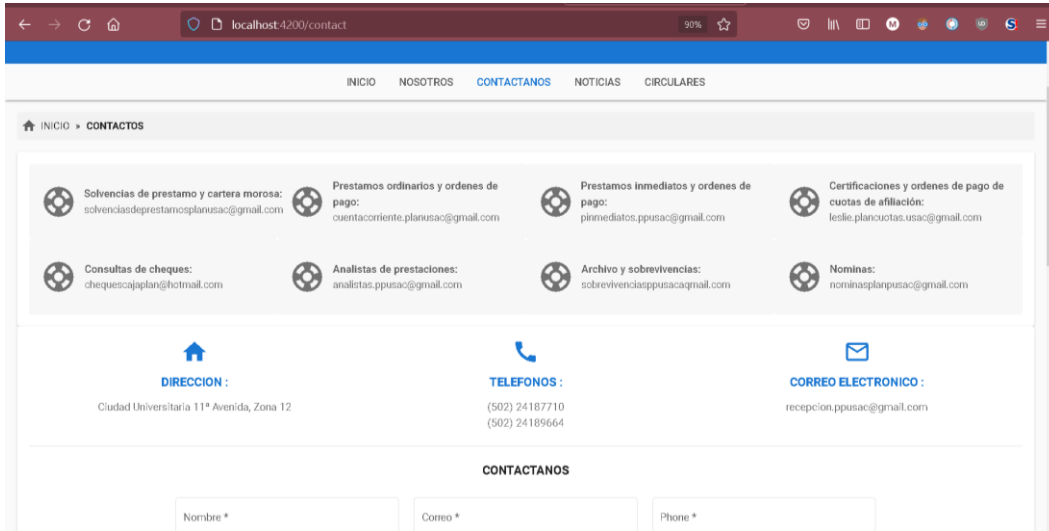 localhost:4200/contact
90%
INICIO NOSOTROS CONTACTANOS NOTICIAS CIRCULARES
INICIO » CONTACTOS
Solvencias de prestamo y cartera morosa:
solvenciasdeprestamosplanusac@gmail.com
Prestamos ordinarios y ordenes de
pago:
cuentacorriente.planusac@gmail.com
Prestamos inmediatos y ordenes de
pago:
pinmediatos.ppusac@gmail.com
Certificaciones y ordenes de pago de
cuotas de afiliación:
leslie.plancuotas.usac@gmail.com
Consultas de cheques:
chequescajaplan@hotmail.com
Analistas de prestaciones:
analistas.ppusac@gmail.com
Archivo y sobrevivencias:
sobrevivenciasppusacaqmail.com
Nominas:
nominasplanpusac@gmail.com
DIRECCION :
Ciudad Universitaria 11ª Avenida, Zona 12
TELEFONOS :
(502) 24187710
(502) 24189664
CORREO ELECTRONICO :
recepcion.ppusac@gmail.com
CONTACTANOS
Nombre *
Correo *
Phone *